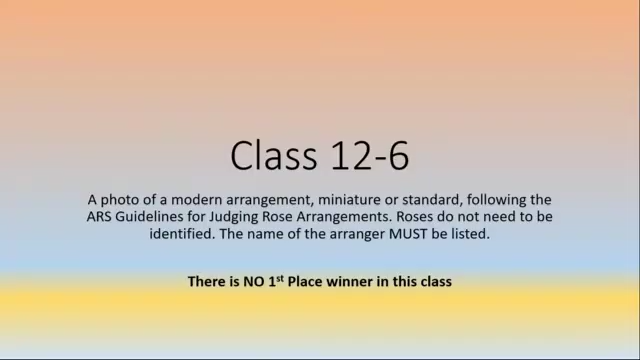 Class 12-6
A photo of a modern arrangement, miniature or standard, following the
ARS Guidelines for Judging Rose Arrangements. Roses do not need to be
identified. The name of the arranger MUST be listed.
There is NO 1st Place winner in this class